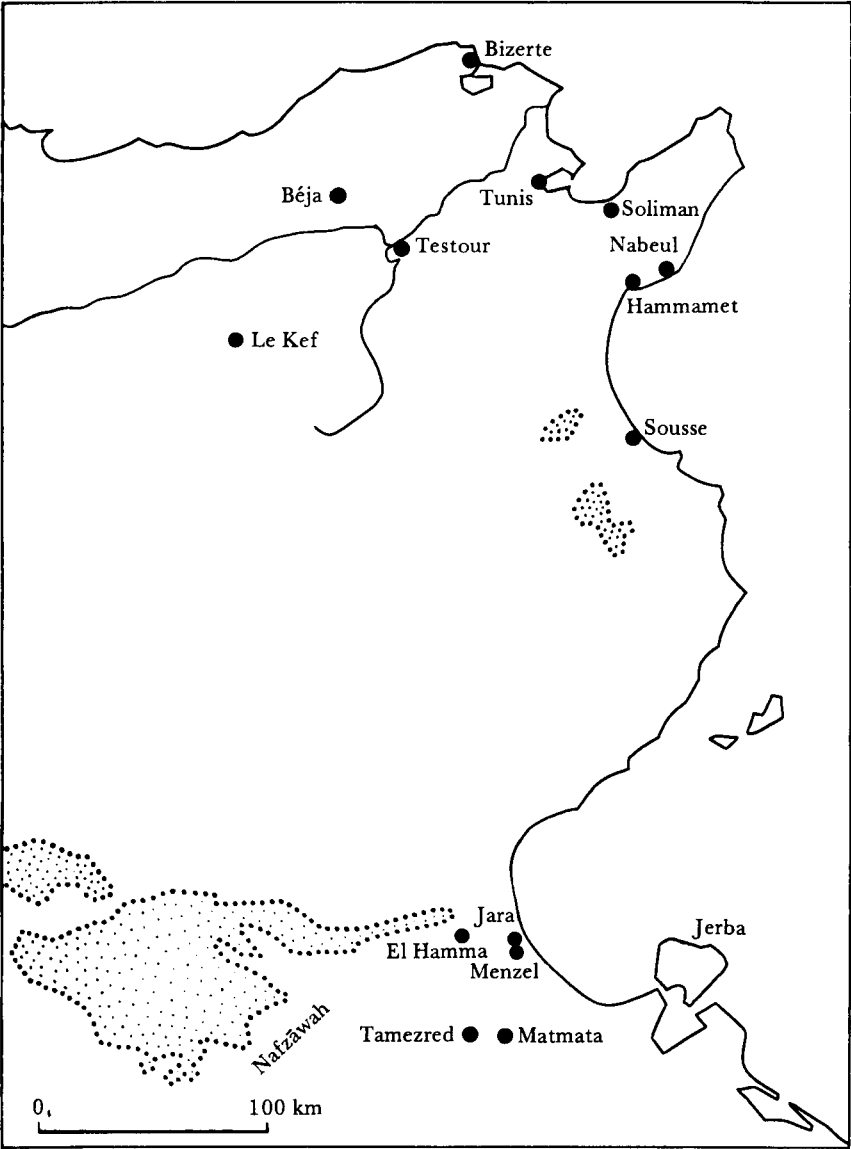 Bizerte
Béja
Tunis
Soliman
Testour
Nabeul
Hammamet
Le Kef
Sousse
Jara
El Hamma
Menzel
Jerba
Nafzāwah
Tamezred
Matmata
0
100 km